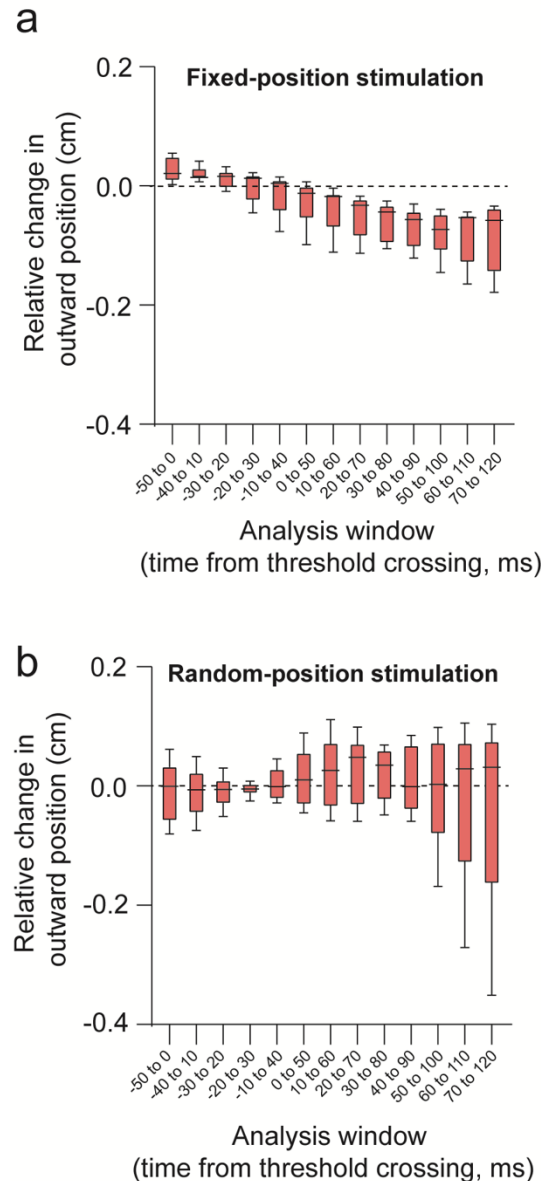 a
Fixed-position stimulation
Relative change in
outward position (cm)
0.2
0.0
-0.2
-0.4
-50 to 0
-40 to 10
-30 to 20
-20 to 30
-10 to 40
0 to 50
10 to 60
20 to 70
30 to 80
40 to 90
50 to 100
60 to 110
70 to 120
Analysis window
(time from threshold crossing, ms)
b
Random-position stimulation
Relative change in
outward position (cm)
0.2
0.0
-0.2
-0.4
-50 to 0
-40 to 10
-30 to 20
-20 to 30
-10 to 40
0 to 50
10 to 60
20 to 70
30 to 80
40 to 90
50 to 100
60 to 110
70 to 120
Analysis window
(time from threshold crossing, ms)